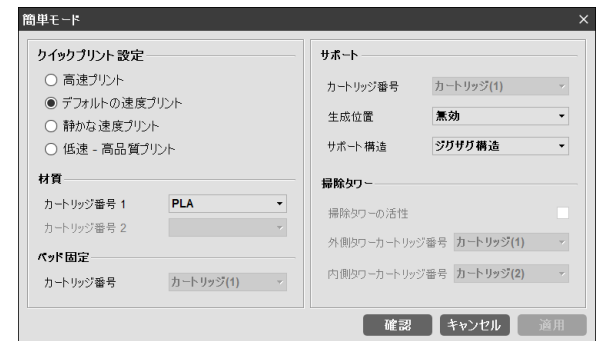 簡単モード
クイックプリント 設定
高速プリント
デフォルトの速度プリント
静かな速度プリント
低速 - 高品質プリント
材質
カートリッジ番号 1 PLA
カートリッジ番号 2
ベッド固定
カートリッジ番号 カートリッジ(1)
サポート
カートリッジ番号 カートリッジ(1)
生成位置 無効
サポート構造 ジグザグ構造
掃除タワー
掃除タワーの活性
外側タワーカートリッジ番号 カートリッジ(1)
内側タワーカートリッジ番号 カートリッジ(2)
確認 キャンセル 適用